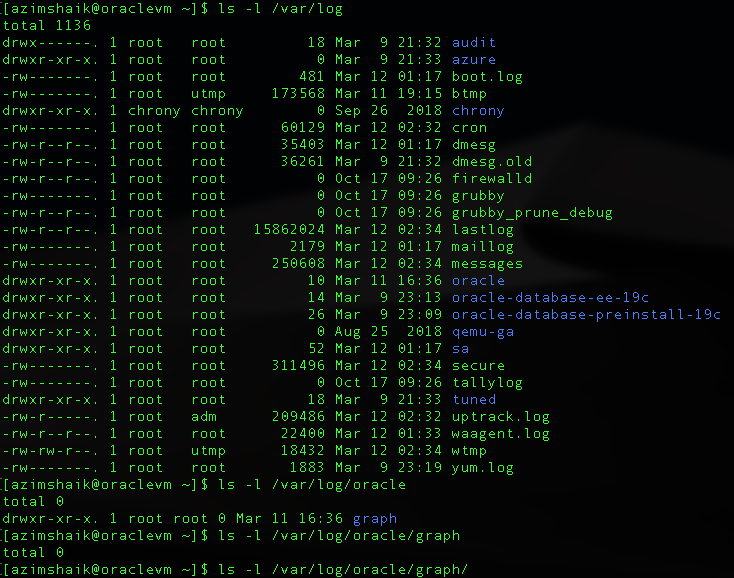 [azimshaik@oraclevm ~]$ ls -l /var/log
total 1136
drwx------. 1 root   root         18 Mar  9 21:32 audit
drwxr-xr-x. 1 root   root          0 Mar  9 21:33 azure
-rw-------. 1 root   root        481 Mar 12 01:17 boot.log
-rw-------. 1 root   utmp     173568 Mar 11 19:15 btmp
drwxr-xr-x. 1 chrony chrony        0 Sep 26  2018 chrony
-rw-------. 1 root   root      60129 Mar 12 02:32 cron
-rw-r--r--. 1 root   root      35403 Mar 12 01:17 dmesg
-rw-r--r--. 1 root   root      36261 Mar  9 21:32 dmesg.old
-rw-r-----. 1 root   root          0 Oct 17 09:26 firewalld
-rw-------. 1 root   root          0 Oct 17 09:26 grubby
-rw-r--r--. 1 root   root          0 Oct 17 09:26 grubby_prune_debug
-rw-r--r--. 1 root   root   15862024 Mar 12 02:34 lastlog
-rw-------. 1 root   root       2179 Mar 12 01:17 maillog
-rw-------. 1 root   root     250608 Mar 12 02:34 messages
drwxr-xr-x. 1 root   root         10 Mar 11 16:36 oracle
drwxr-xr-x. 1 root   root         14 Mar  9 23:13 oracle-database-ee-19c
drwxr-xr-x. 1 root   root         26 Mar  9 23:09 oracle-database-preinstall-19c
drwxr-xr-x. 1 root   root          0 Aug 25  2018 qemu-ga
drwxr-xr-x. 1 root   root         52 Mar 12 01:17 sa
-rw-------. 1 root   root     311496 Mar 12 02:34 secure
-rw-------. 1 root   root          0 Oct 17 09:26 tallylog
drwxr-xr-x. 1 root   root         18 Mar  9 21:33 tuned
-rw-r-----. 1 root   adm      209486 Mar 12 02:32 uptrack.log
-rw-r--r--. 1 root   root      22400 Mar 12 01:33 waagent.log
-rw-rw-r--. 1 root   utmp      18432 Mar 12 02:34 wtmp
-rw-------. 1 root   root       1883 Mar  9 23:19 yum.log
[azimshaik@oraclevm ~]$ ls -l /var/log/oracle
total 0
drwxr-xr-x. 1 root root 0 Mar 11 16:36 graph
[azimshaik@oraclevm ~]$ ls -l /var/log/oracle/graph
total 0
[azimshaik@oraclevm ~]$ ls -l /var/log/oracle/graph/